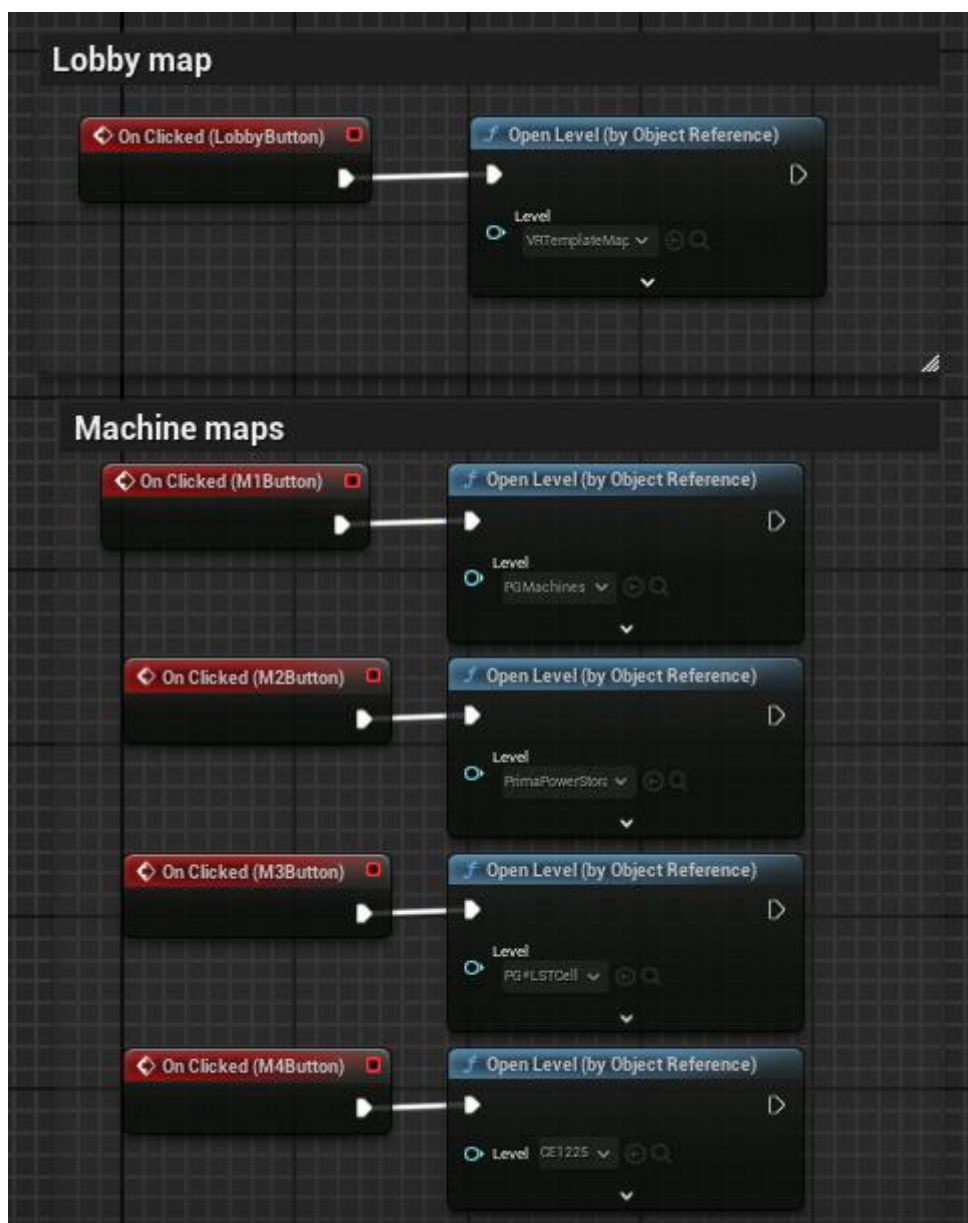 Lobby map
On Clicked (LobbyButton)
Open Level (by Object Reference)
Level
VRTemplateMap
Machine maps
On Clicked (M1Button)
Open Level (by Object Reference)
Level
PGMachines
On Clicked (M2Button)
Open Level (by Object Reference)
Level
PrimaPowerStor
On Clicked (M3Button)
Open Level (by Object Reference)
Level
On Clicked (M4Button)
Open Level (by Object Reference)
Level CE1225